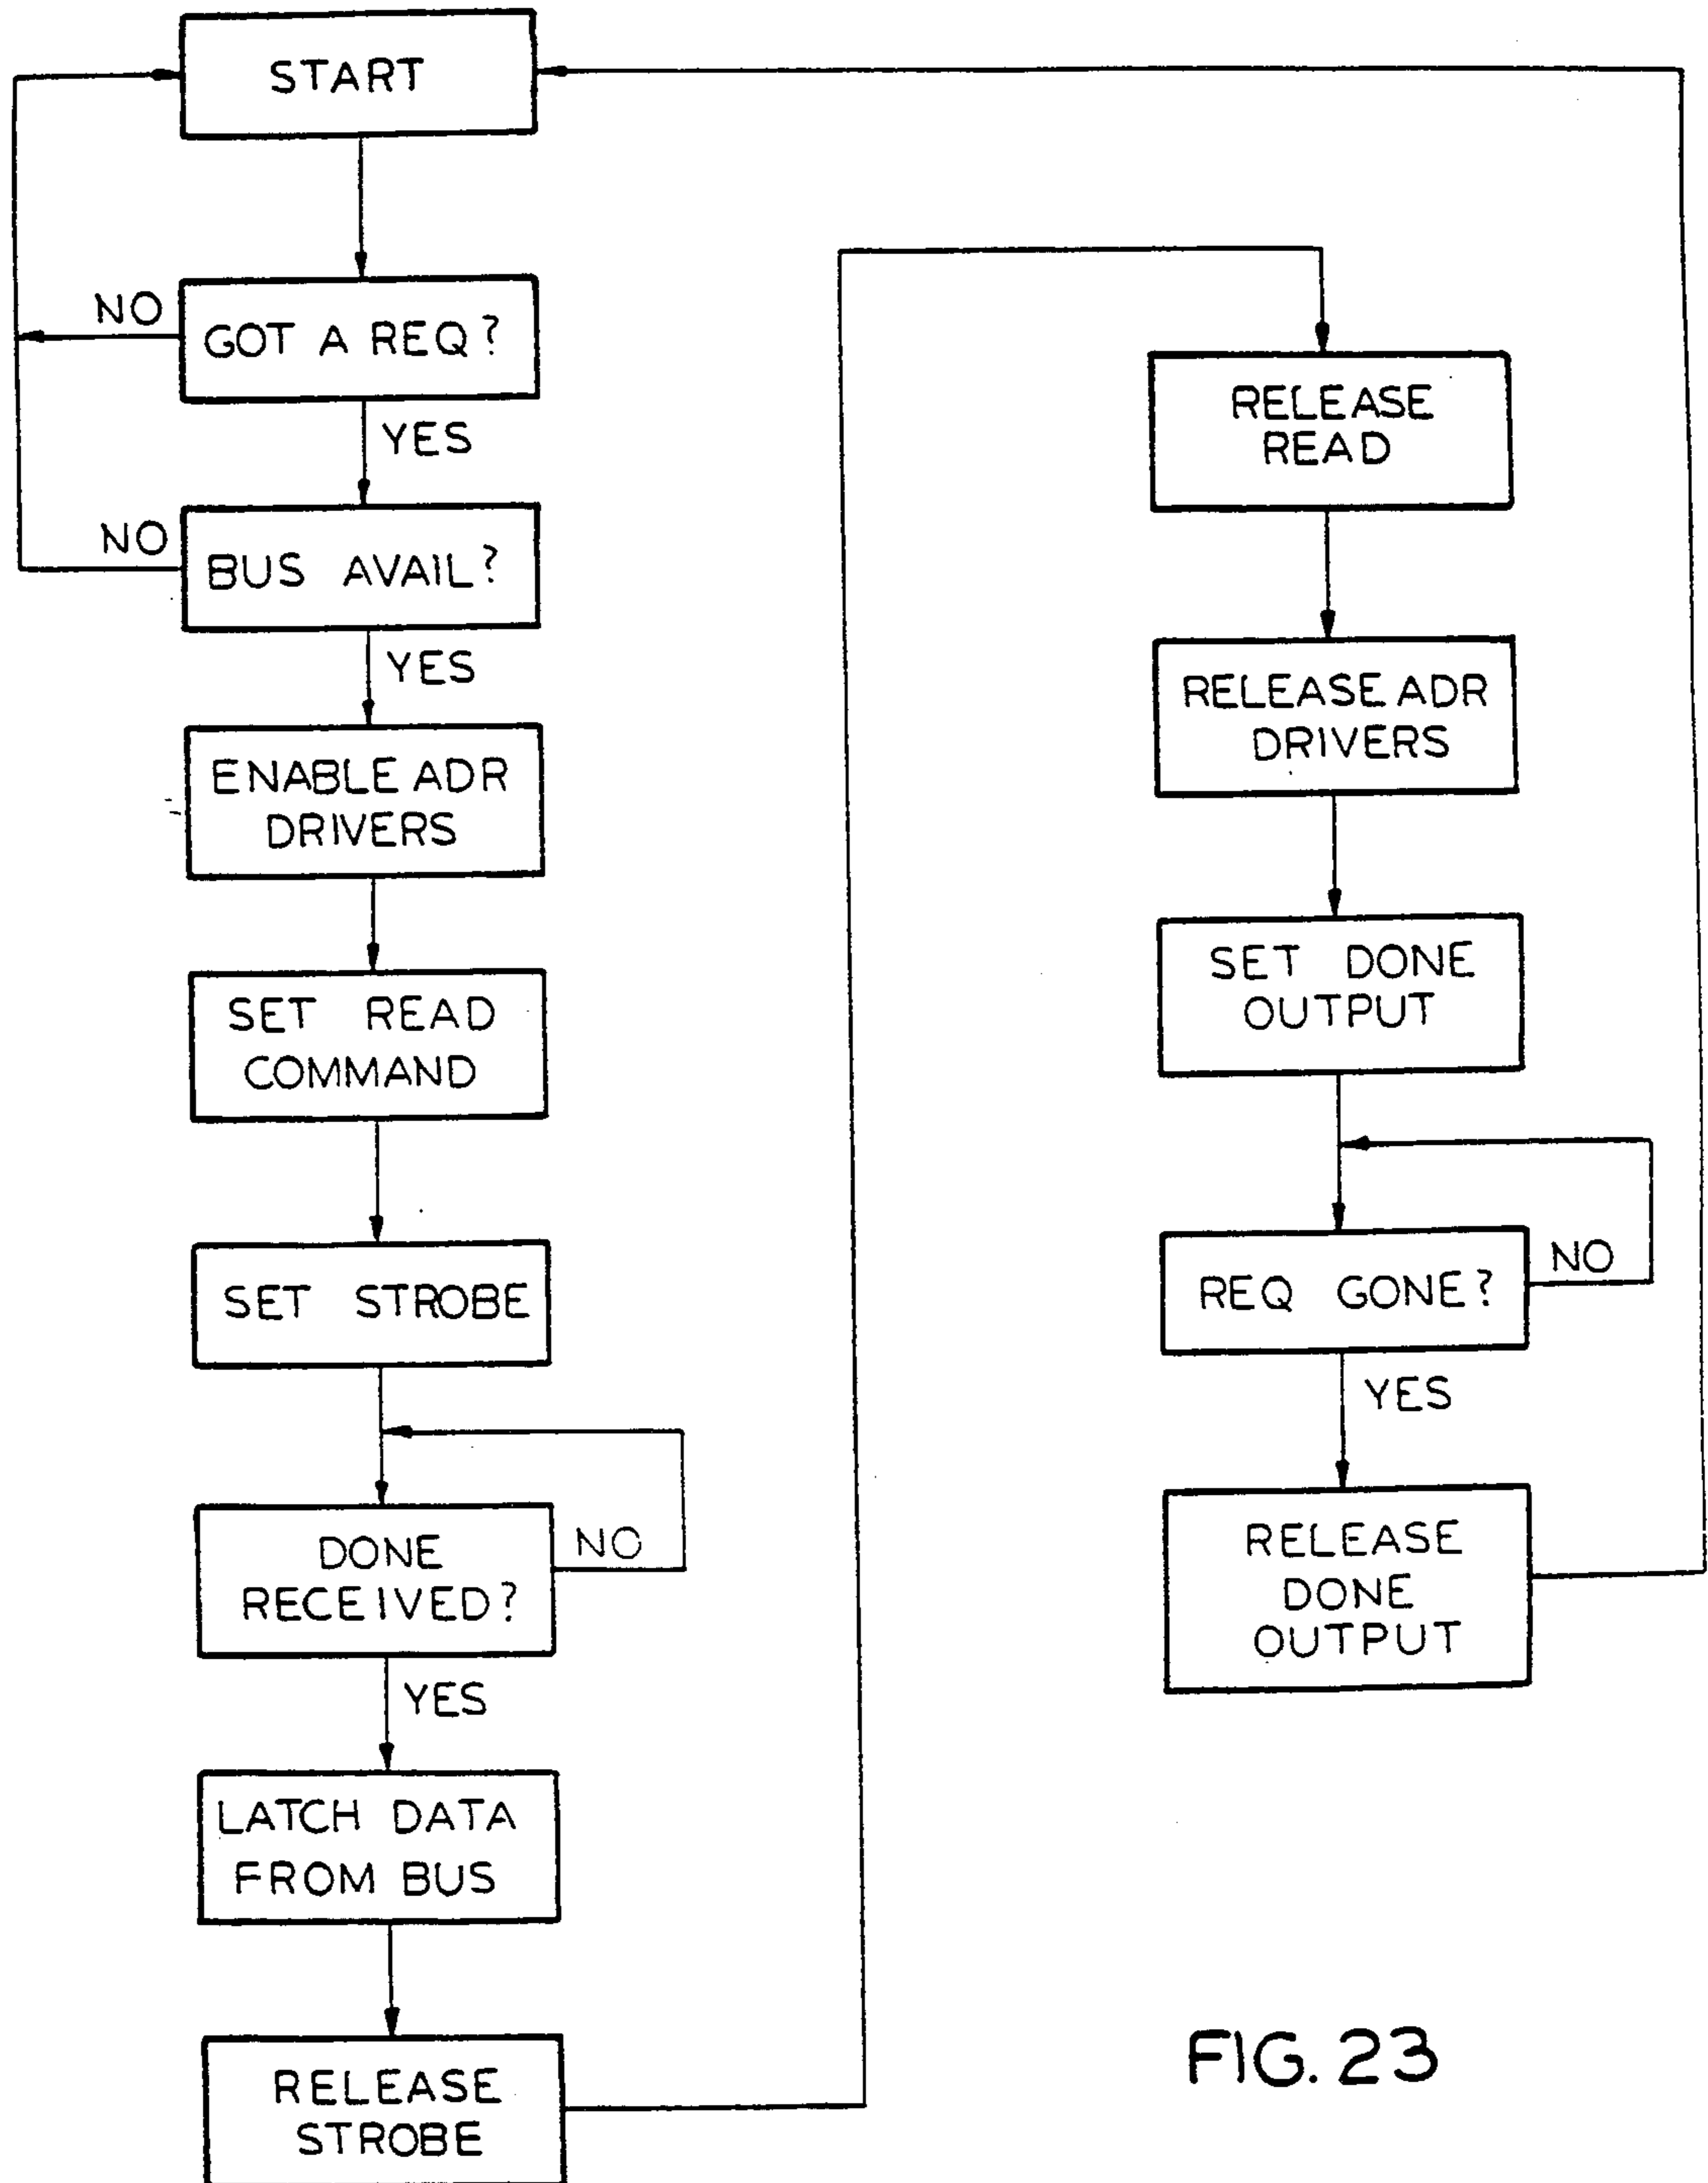 START
NO
GOT A REQ?
YES
NO
BUS AVAIL?
YES
ENABLE ADR
DRIVERS
SET READ
COMMAND
SET STROBE
DONE
RECEIVED?
NO
YES
LATCH DATA
FROM BUS
RELEASE
STROBE
RELEASE
READ
RELEASE ADR
DRIVERS
SET DONE
OUTPUT
REQ GONE?
NO
YES
RELEASE
DONE
OUTPUT
FIG. 23